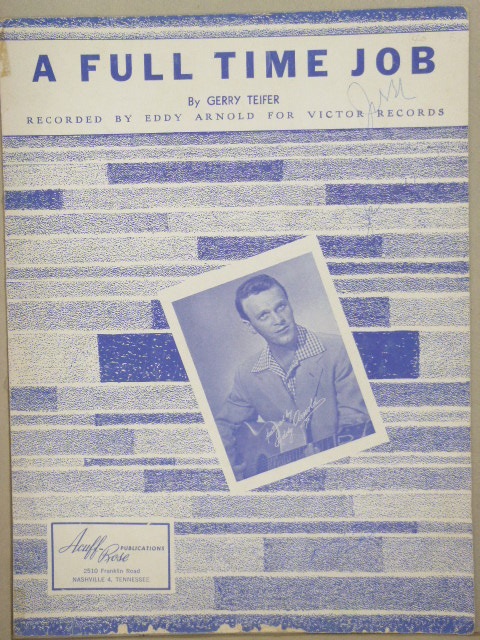 A FULL TIME JOB
By GERRY TEIFER
RECORDED BY EDDY ARNOLD FOR VICTOR RECORDS
Acuff-Rose PUBLICATIONS
2510 Franklin Road
NASHVILLE 4, TENNESSEE